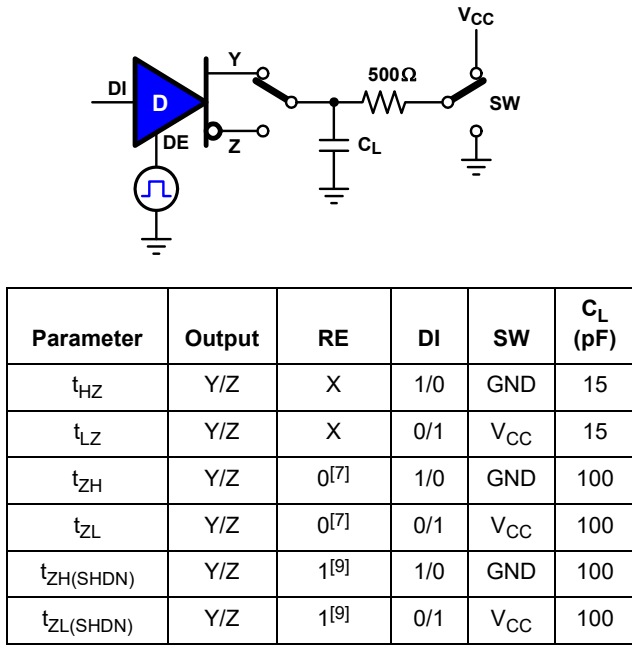 VCC
Y
500Ω
DI
D
SW
DE
Z
CL
Parameter Output RE DI SW CL (pF)
tHZ Y/Z X 1/0 GND 15
tLZ Y/Z X 0/1 VCC 15
tZH Y/Z 0[7] 1/0 GND 100
tZL Y/Z 0[7] 0/1 VCC 100
tZH(SHDN) Y/Z 1[9] 1/0 GND 100
tZL(SHDN) Y/Z 1[9] 0/1 VCC 100